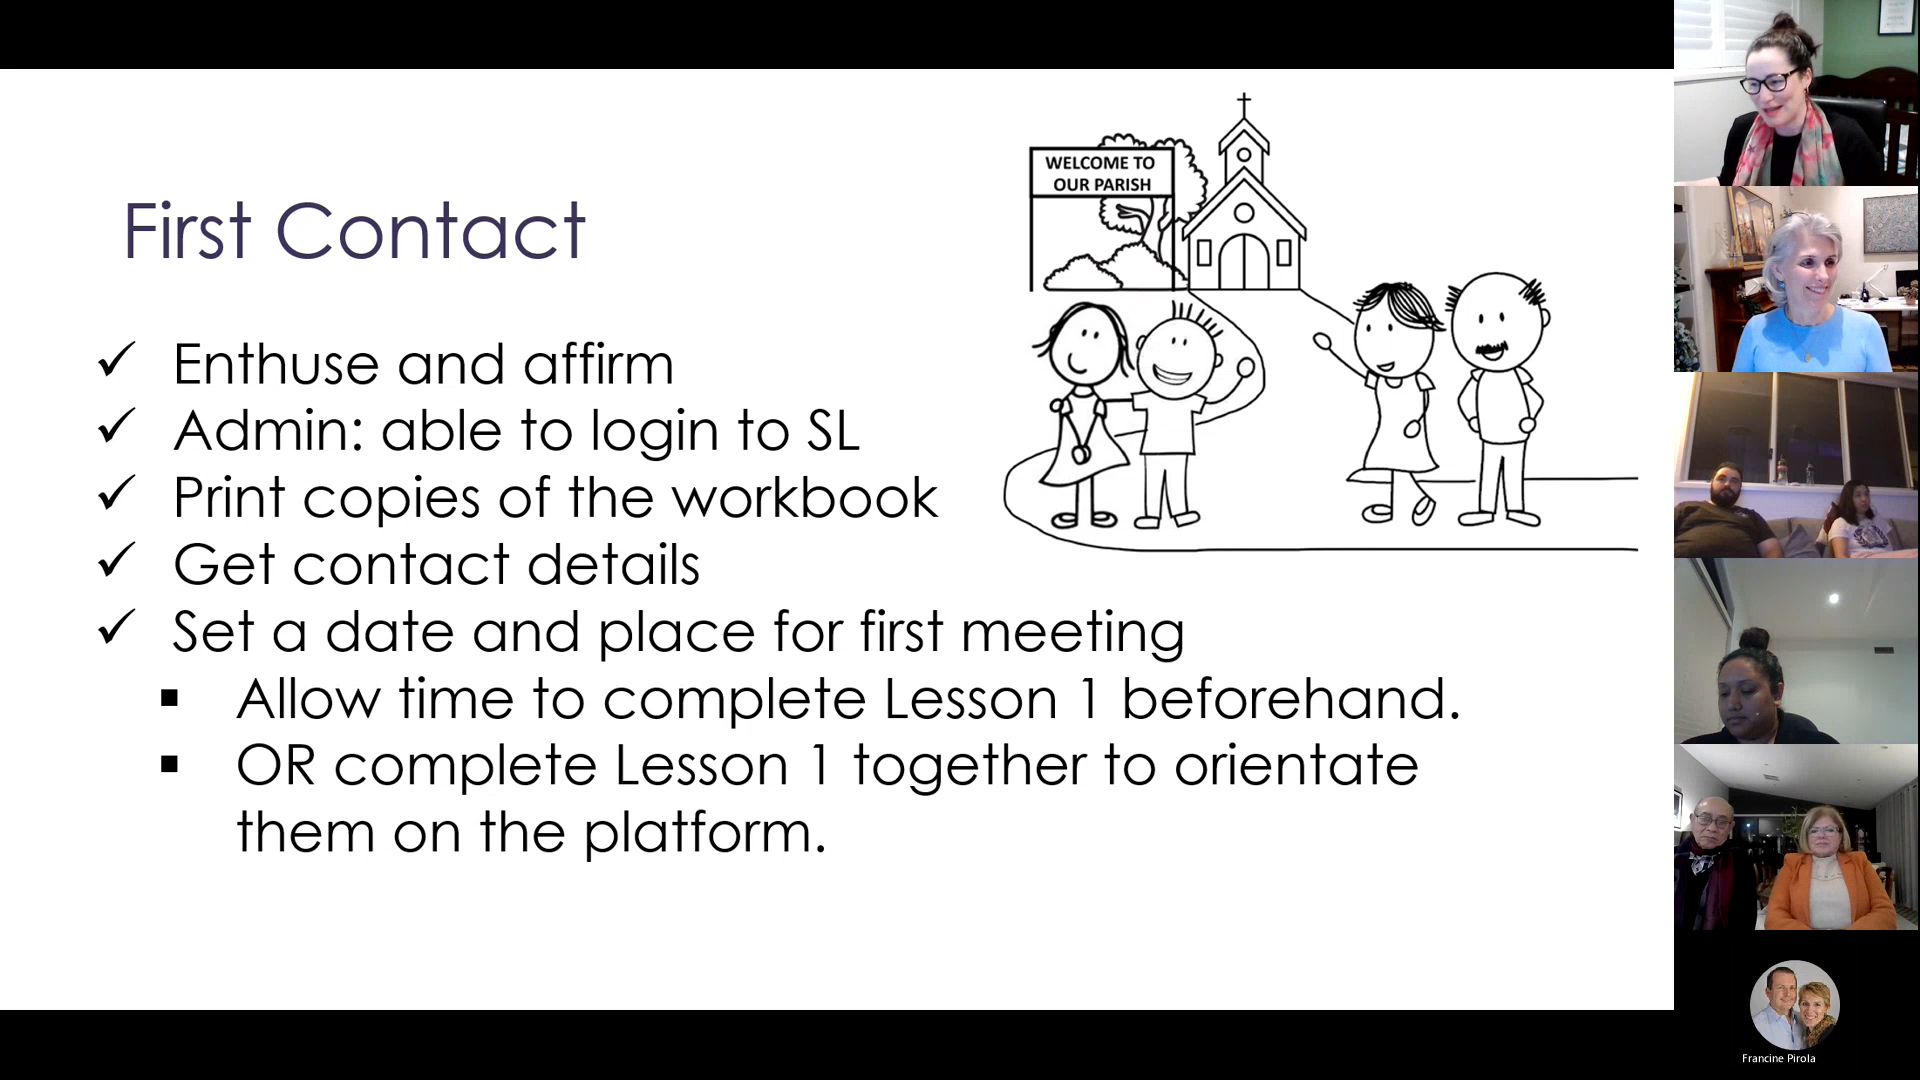 WELCOME TO
OUR PARISH
First Contact
✓ Enthuse and affirm
✓ Admin: able to login to SL
✓ Print copies of the workbook
✓ Get contact details
✓ Set a date and place for first meeting
▪ Allow time to complete Lesson 1 beforehand.
▪ OR complete Lesson 1 together to orientate
them on the platform.
Francine Pirola